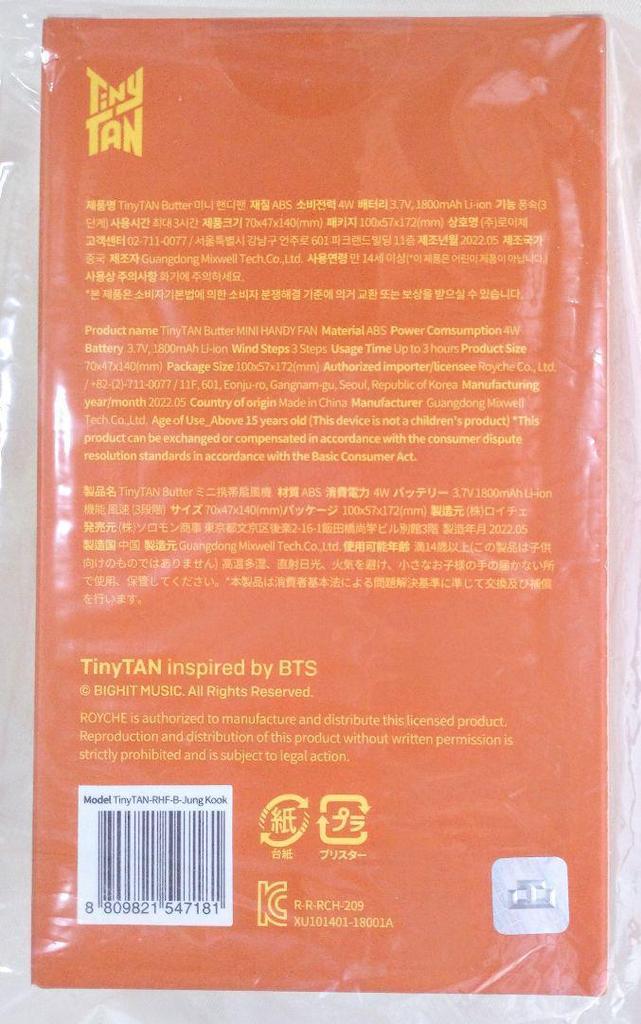 TinyTAN
제품명 TinyTAN Butter 미니 핸디팬 재질 ABS 소비전력 4W 배터리 3.7V, 1800mAh Li-ion 기능 풍속(3
단계) 사용시간 최대 3시간 제품크기 70x47x140(mm) 패키지 100x57x172(mm) 상호명 (주)로이체
고객센터 02-711-0077 / 서울특별시 강남구 언주로 601 파크랜드빌딩 11층 제조년월 2022.05 제조국가
중국 제조자 Guangdong Mixwell Tech.Co.,Ltd. 사용연령 만 14세 이상(*이 제품은 어린이 제품이 아닙니다.)
사용상 주의사항 화기에 주의하세요.
*본 제품은 소비자기본법에 의한 소비자 분쟁해결 기준에 의거 교환 또는 보상을 받으실 수 있습니다.
Product name TinyTAN Butter MINI HANDY FAN Material ABS Power Comsumption 4W
Battery 3.7V, 1800mAh Li-ion Wind Steps 3 Steps Usage Time Up to 3 hours Product Size
70x47x140(mm) Package Size 100x57x172(mm) Authorized importer/licensee Royche Co., Ltd.
/ +82-(2)-711-0077 / 11F, 601, Eonju-ro, Gangnam-gu, Seoul, Republic of Korea Manufacturing
year/month 2022.05 Country of origin Made in China Manufacturer Guangdong Mixwell
Tech.Co.,Ltd. Age of Use_Above 15 years old (This device is not a children's product) *This
product can be exchanged or compensated in accordance with the consumer dispute
resolution standards in accordance with the Basic Consumer Act.
製品名 TinyTAN Butter ミニ携帯扇風機 材質 ABS 消費電力 4W バッテリー 3.7V 1800mAh Li-ion
機能 風速 (3段階) サイズ 70x47x140(mm)パッケージ 100x57x172(mm) 製造元 (株)ロイチェ
発売元 (株)ソロモン商事 東京都文京区後楽2-16-1飯田橋尚学ビル別館3階 製造年月 2022.05
製造国 中国 製造元 Guangdong Mixwell Tech.Co.,Ltd. 使用可能年齢 満14歳以上(この製品は子供
向けのものではありません) 高温多湿、直射日光、火気を避け、小さなお子様の手の届かない所
で使用、保管してください。*本製品は消費者基本法による問題解決基準に準じて交換及び補償
を行います。
TinyTAN inspired by BTS
© BIGHIT MUSIC. All Rights Reserved.
ROYCHE is authorized to manufacture and distribute this licensed product.
Reproduction and distribution of this product without written permission is
strictly prohibited and is subject to legal action.
Model TinyTAN-RHF-B-Jung Kook
8 809821 547181
紙
台紙
プラ
ブリスター
R-R-RCH-209
XU101401-18001A